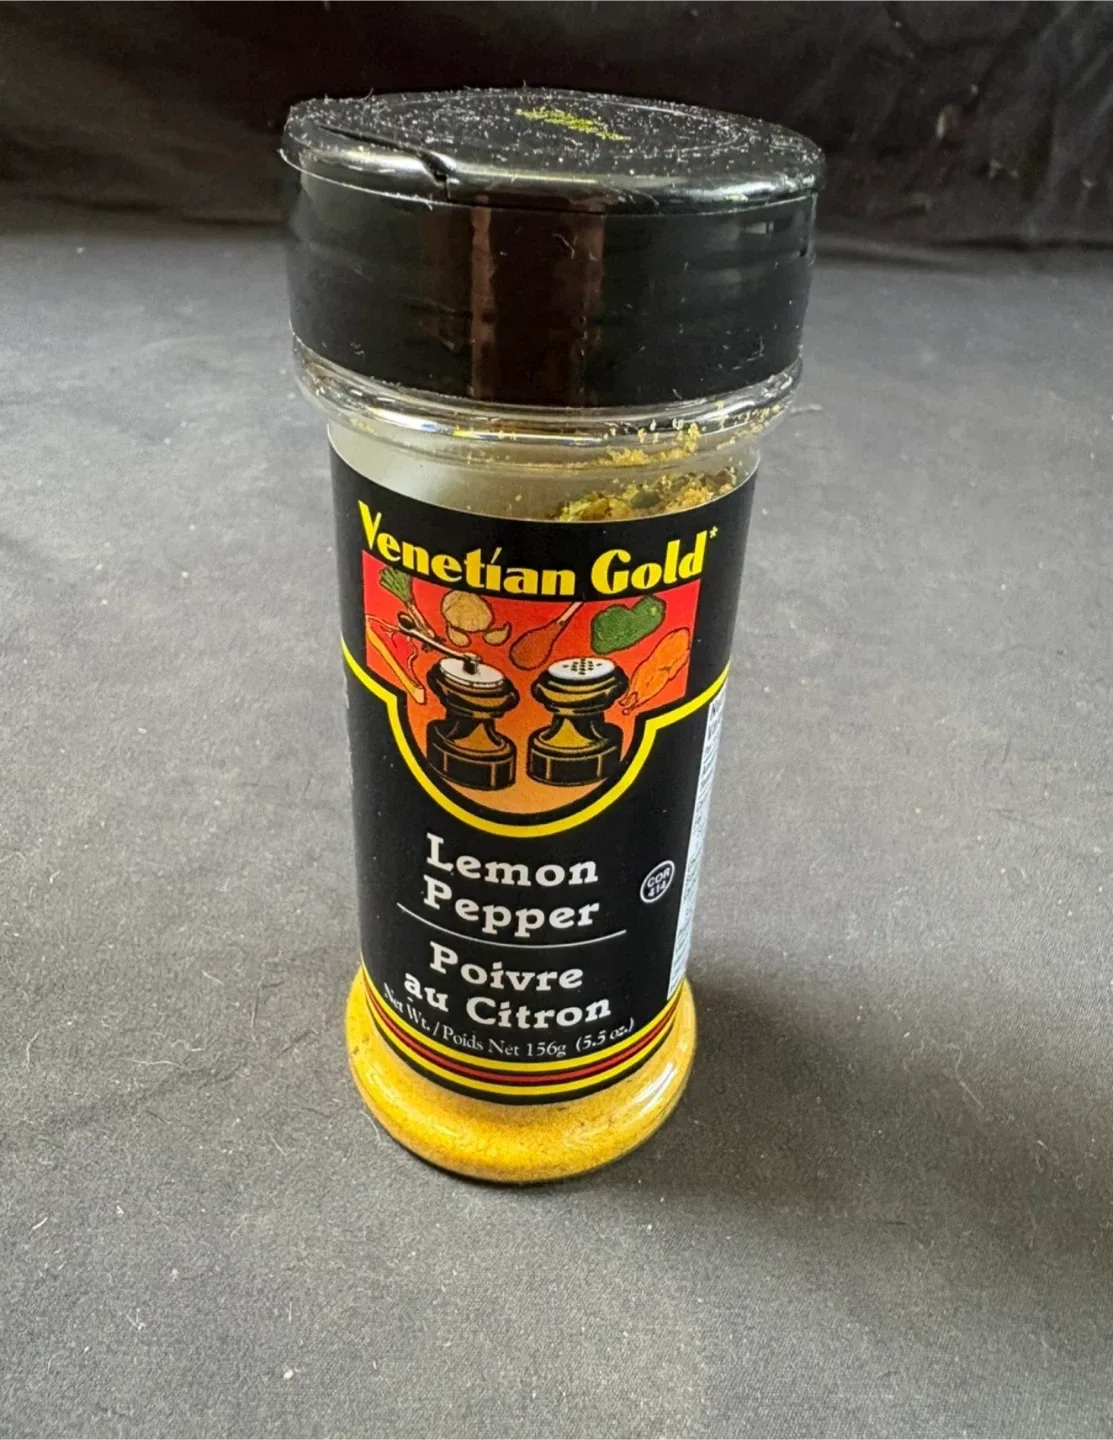 Venetian Gold*
Lemon
Pepper
COR
414
Poivre
au Citron
Net Wt./Poids Net 156g (5.5 oz.)